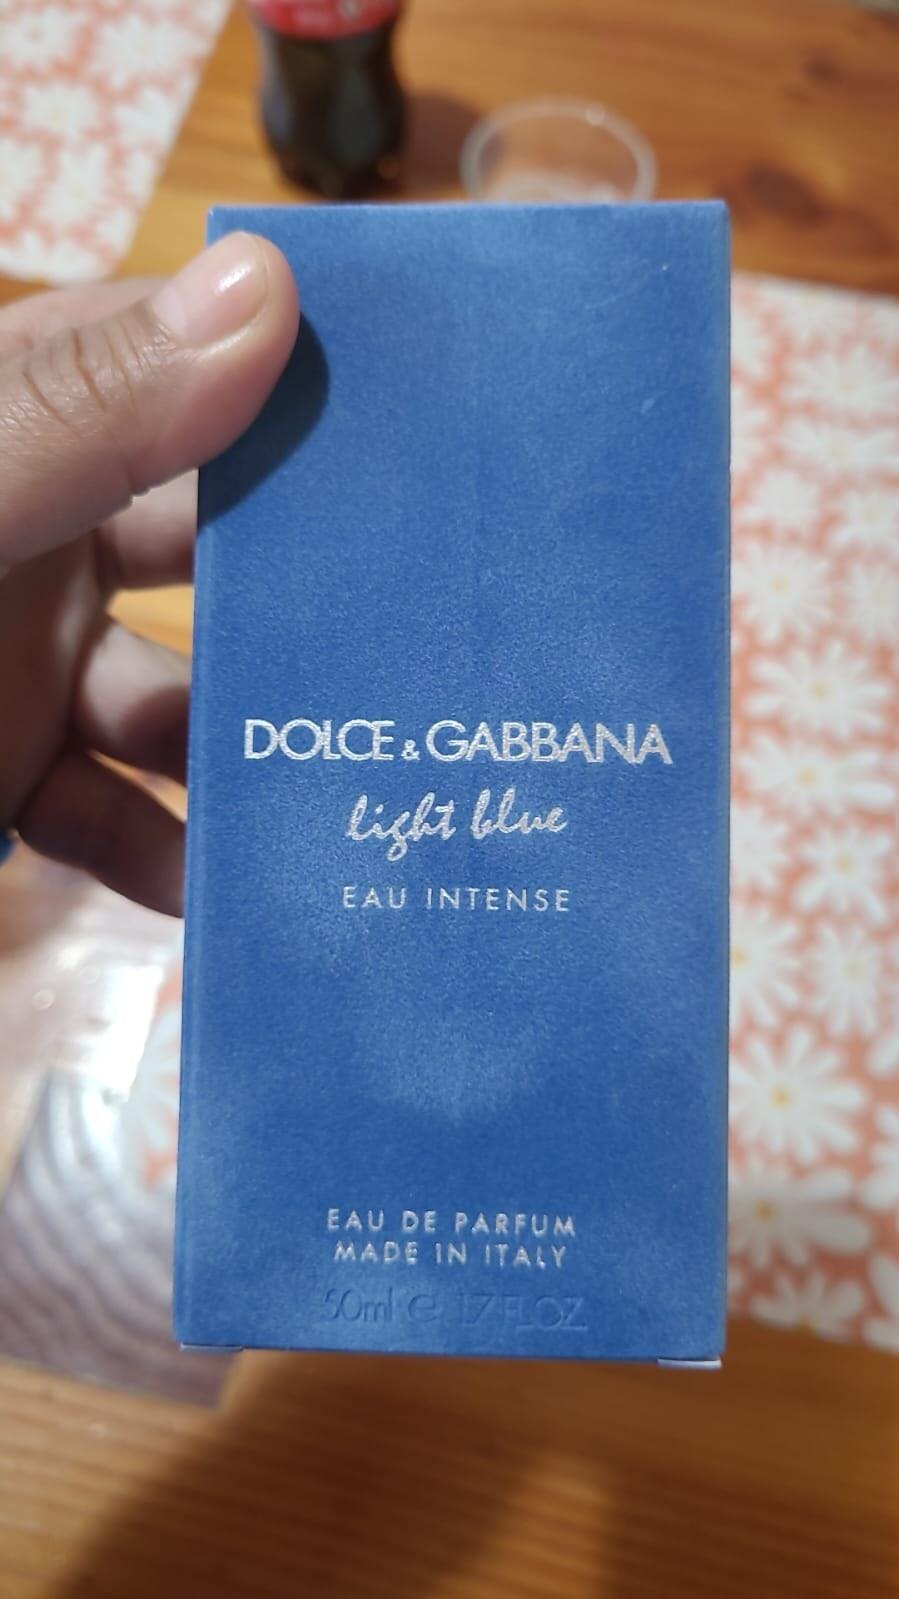 DOLCE & GABBANA
light blue
EAU INTENSE
EAU DE PARFUM
MADE IN ITALY
50ml ℮ 1.7 FL.OZ